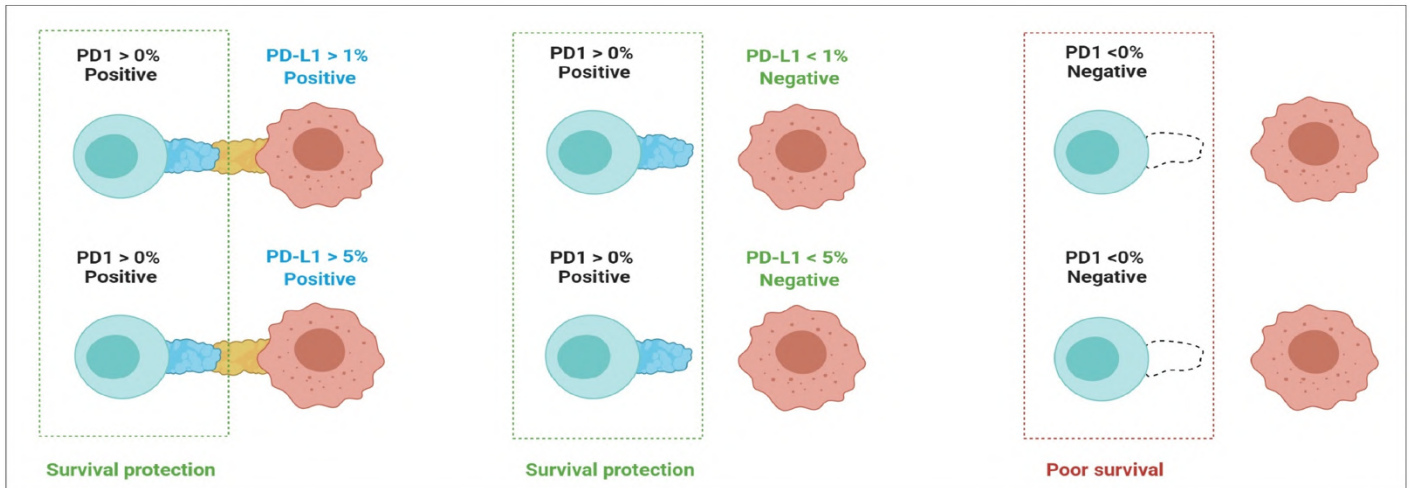 PD1 > 0%
Positive
PD-L1 > 1%
Positive
PD1 > 0%
Positive
PD-L1 < 1%
Negative
PD1 <0%
Negative
PD1 > 0%
Positive
PD-L1 > 5%
Positive
PD1 > 0%
Positive
PD-L1 < 5%
Negative
PD1 <0%
Negative
Survival protection
Survival protection
Poor survival